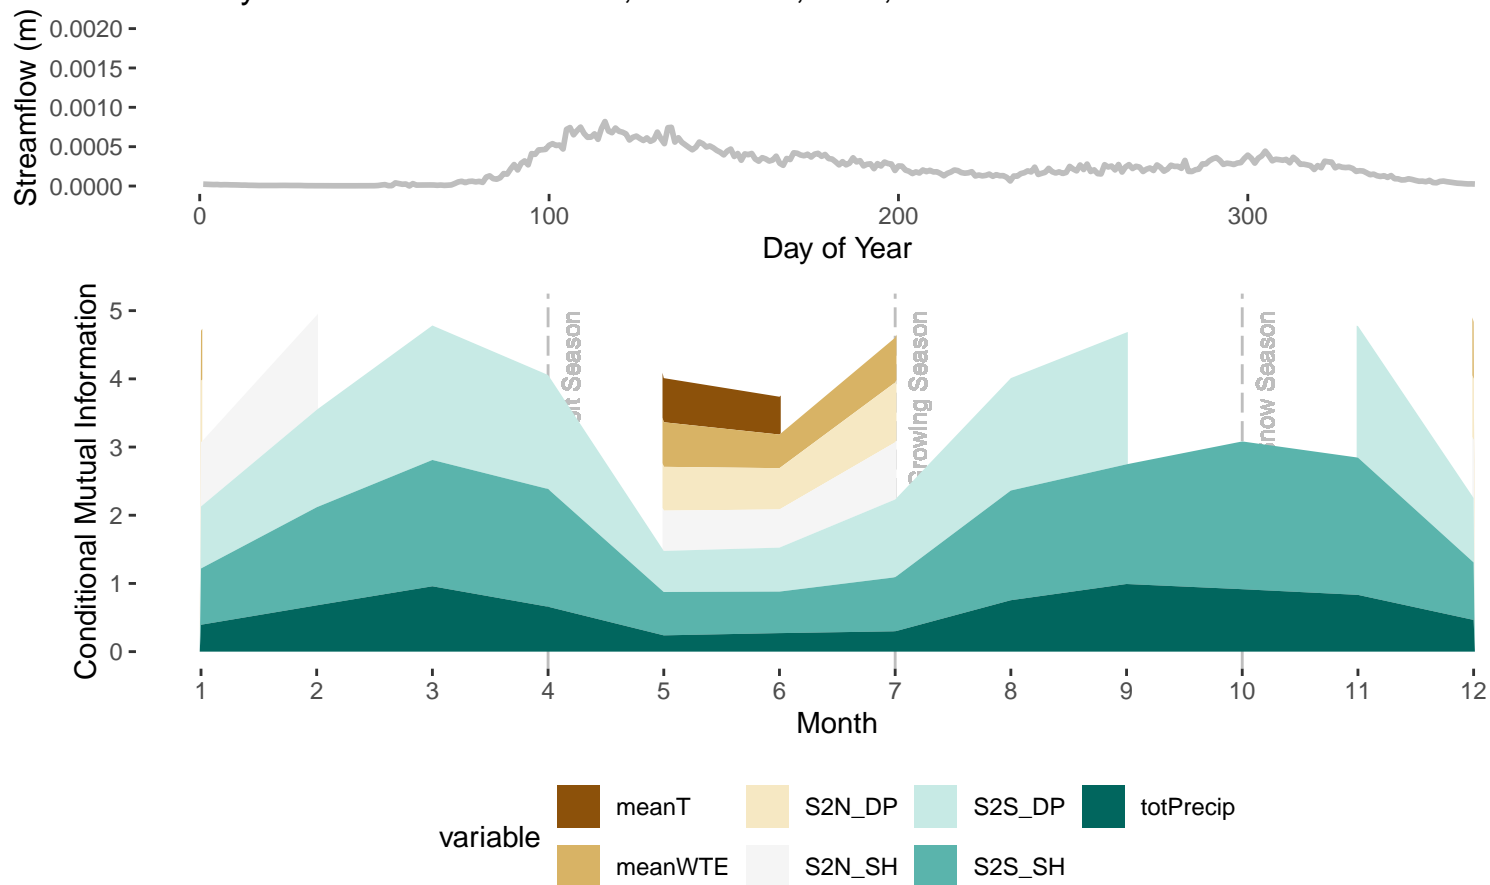 Streamflow (m)
0.0020
0.0015
0.0010
0.0005
0.0000
0 100 200 300
Day of Year
Conditional Mutual Information
5
4
3
2
1
0
Season
Growing Season
Season
1 2 3 4 5 6 7 8 9 10 11 12
Month
variable
meanT S2N_DP S2S_DP totPrecip
meanWTE S2N_SH S2S_SH